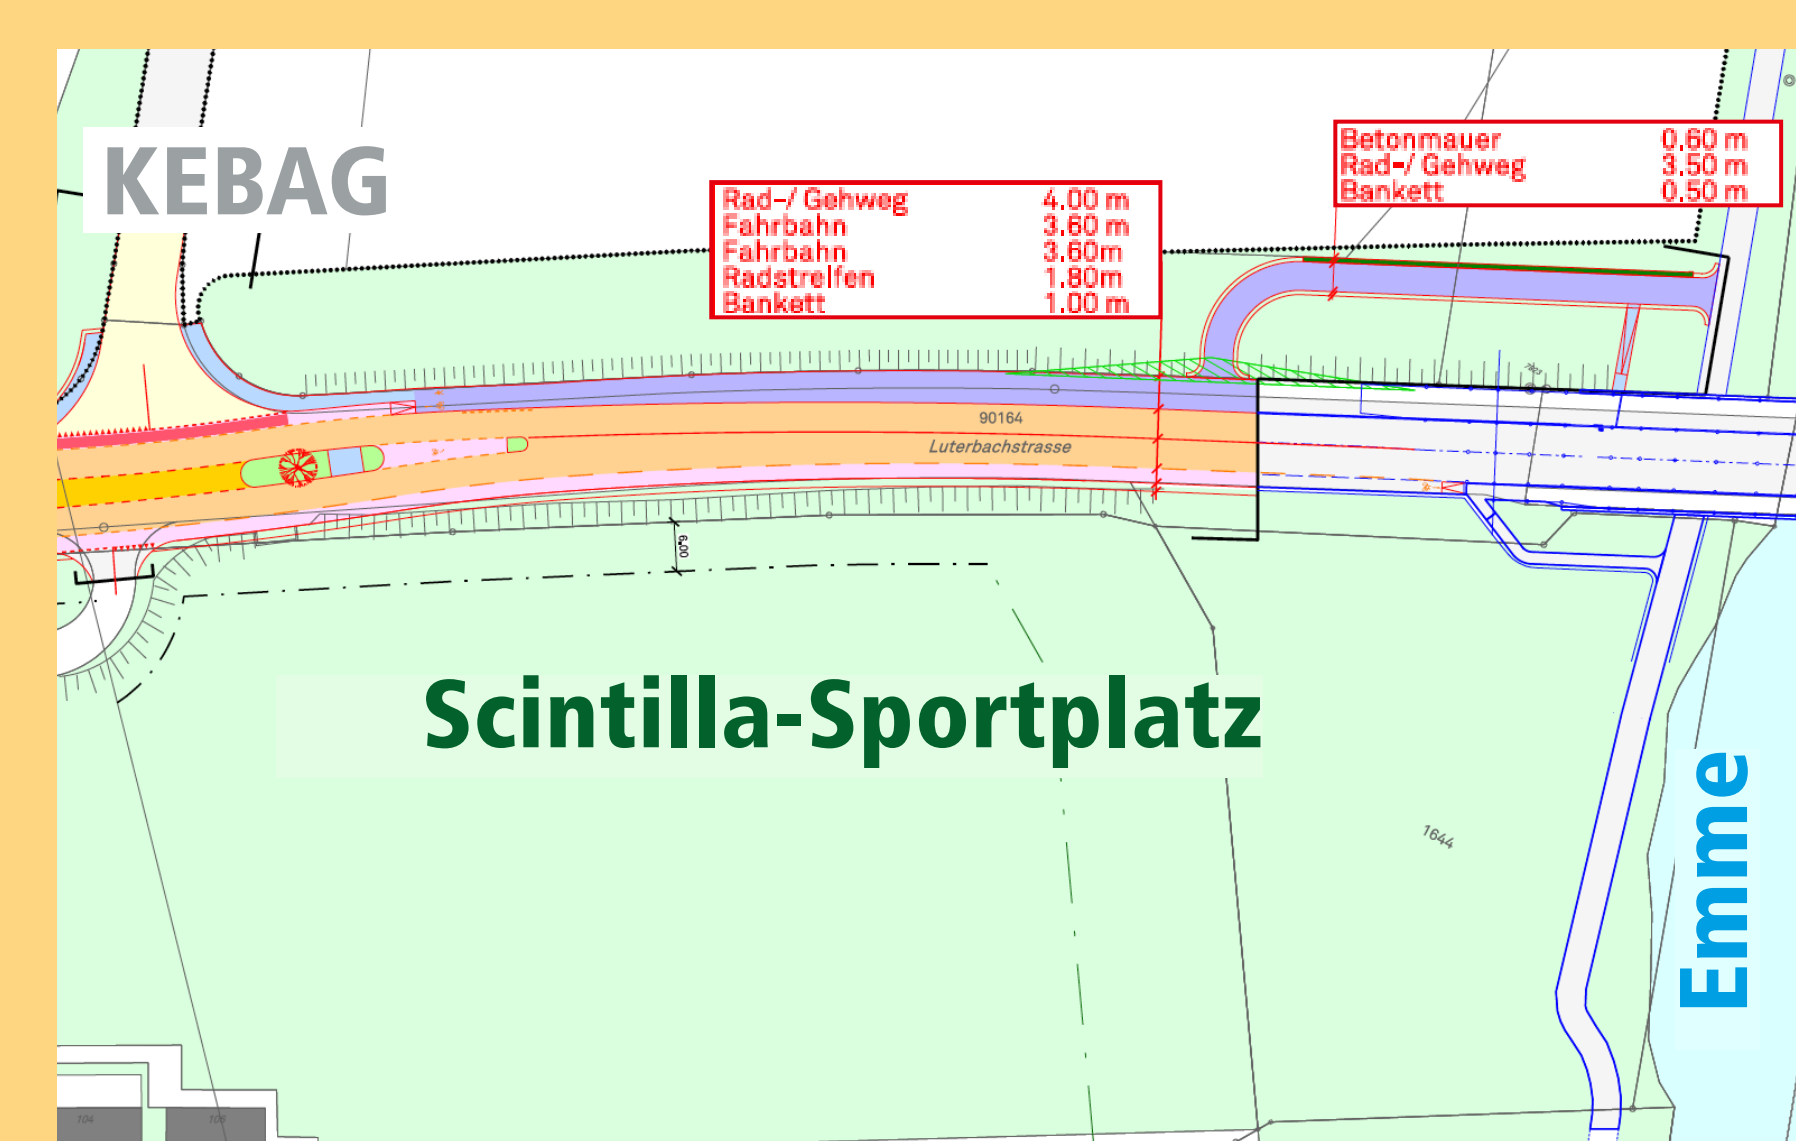 KEBAG
Rad-/ Gehweg 4.00 m
Fahrbahn 3.60 m
Fahrbahn 3.60m
Radstreifen 1.80m
Bankett 1.00 m
Betonmauer 0.60 m
Rad-/ Gehweg 3.50 m
Bankett 0.50 m
90164
Luterbachstrasse
6.00
Scintilla-Sportplatz
1644
Emme
104